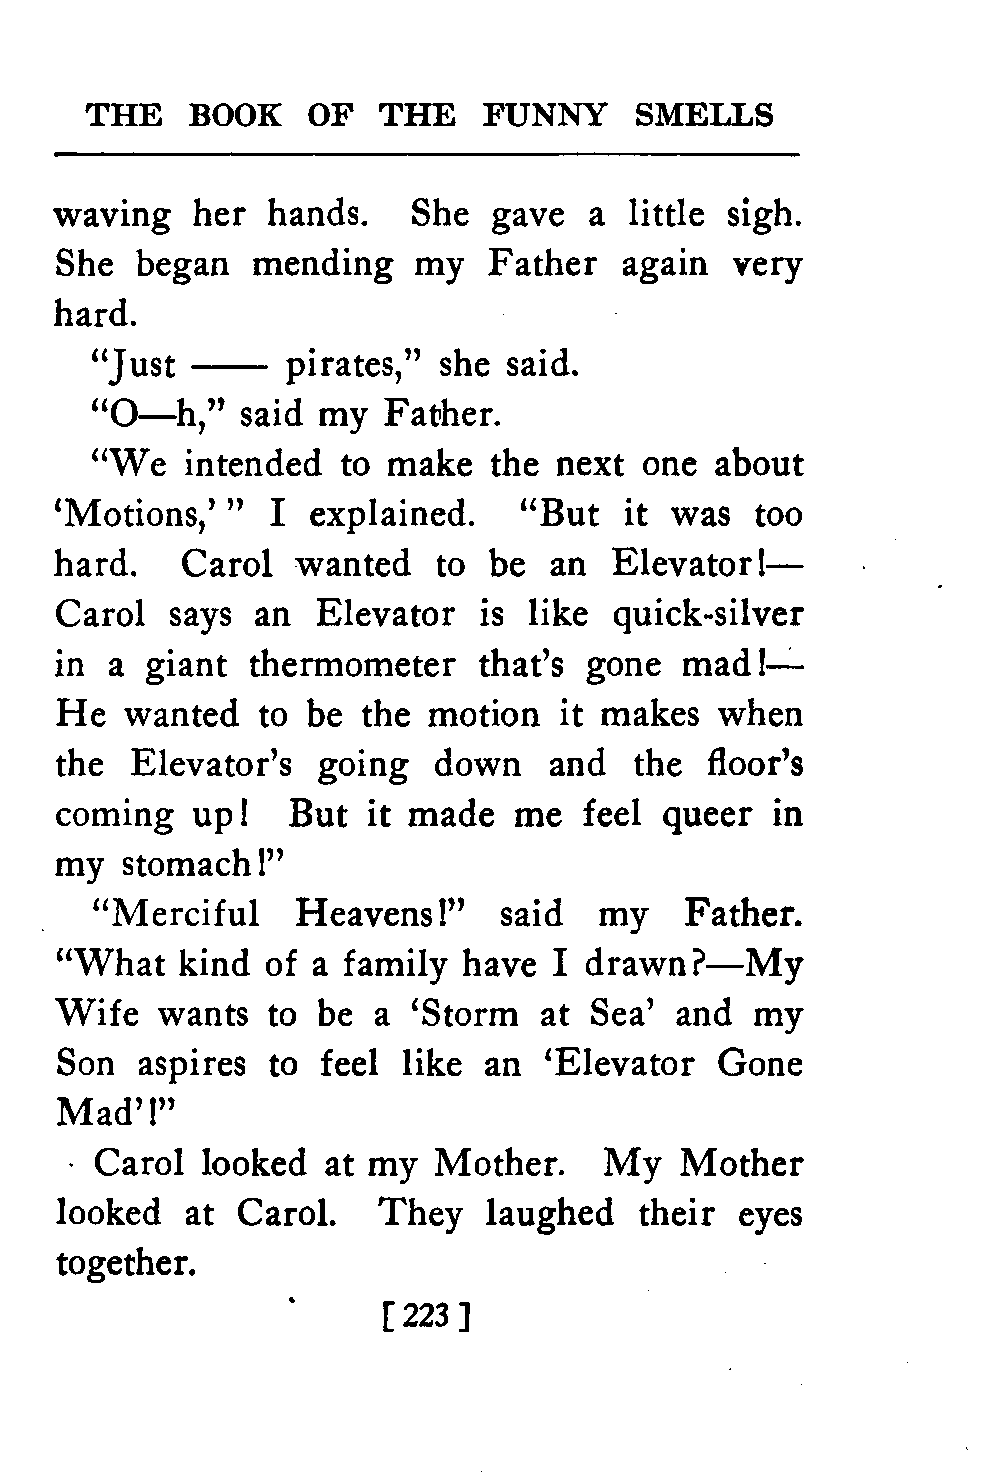 THE BOOK OF THE FUNNY SMELLS
waving her hands. She gave a little sigh.
She began mending my Father again very
hard.
“Just —— pirates,” she said.
“O—h,” said my Father.
“We intended to make the next one about
‘Motions,’ ” I explained. “But it was too
hard. Carol wanted to be an Elevator!—
Carol says an Elevator is like quick-silver
in a giant thermometer that’s gone mad!—
He wanted to be the motion it makes when
the Elevator’s going down and the floor’s
coming up! But it made me feel queer in
my stomach!”
“Merciful Heavens!” said my Father.
“What kind of a family have I drawn?—My
Wife wants to be a ‘Storm at Sea’ and my
Son aspires to feel like an ‘Elevator Gone
Mad’!”
Carol looked at my Mother. My Mother
looked at Carol. They laughed their eyes
together.
[ 223 ]